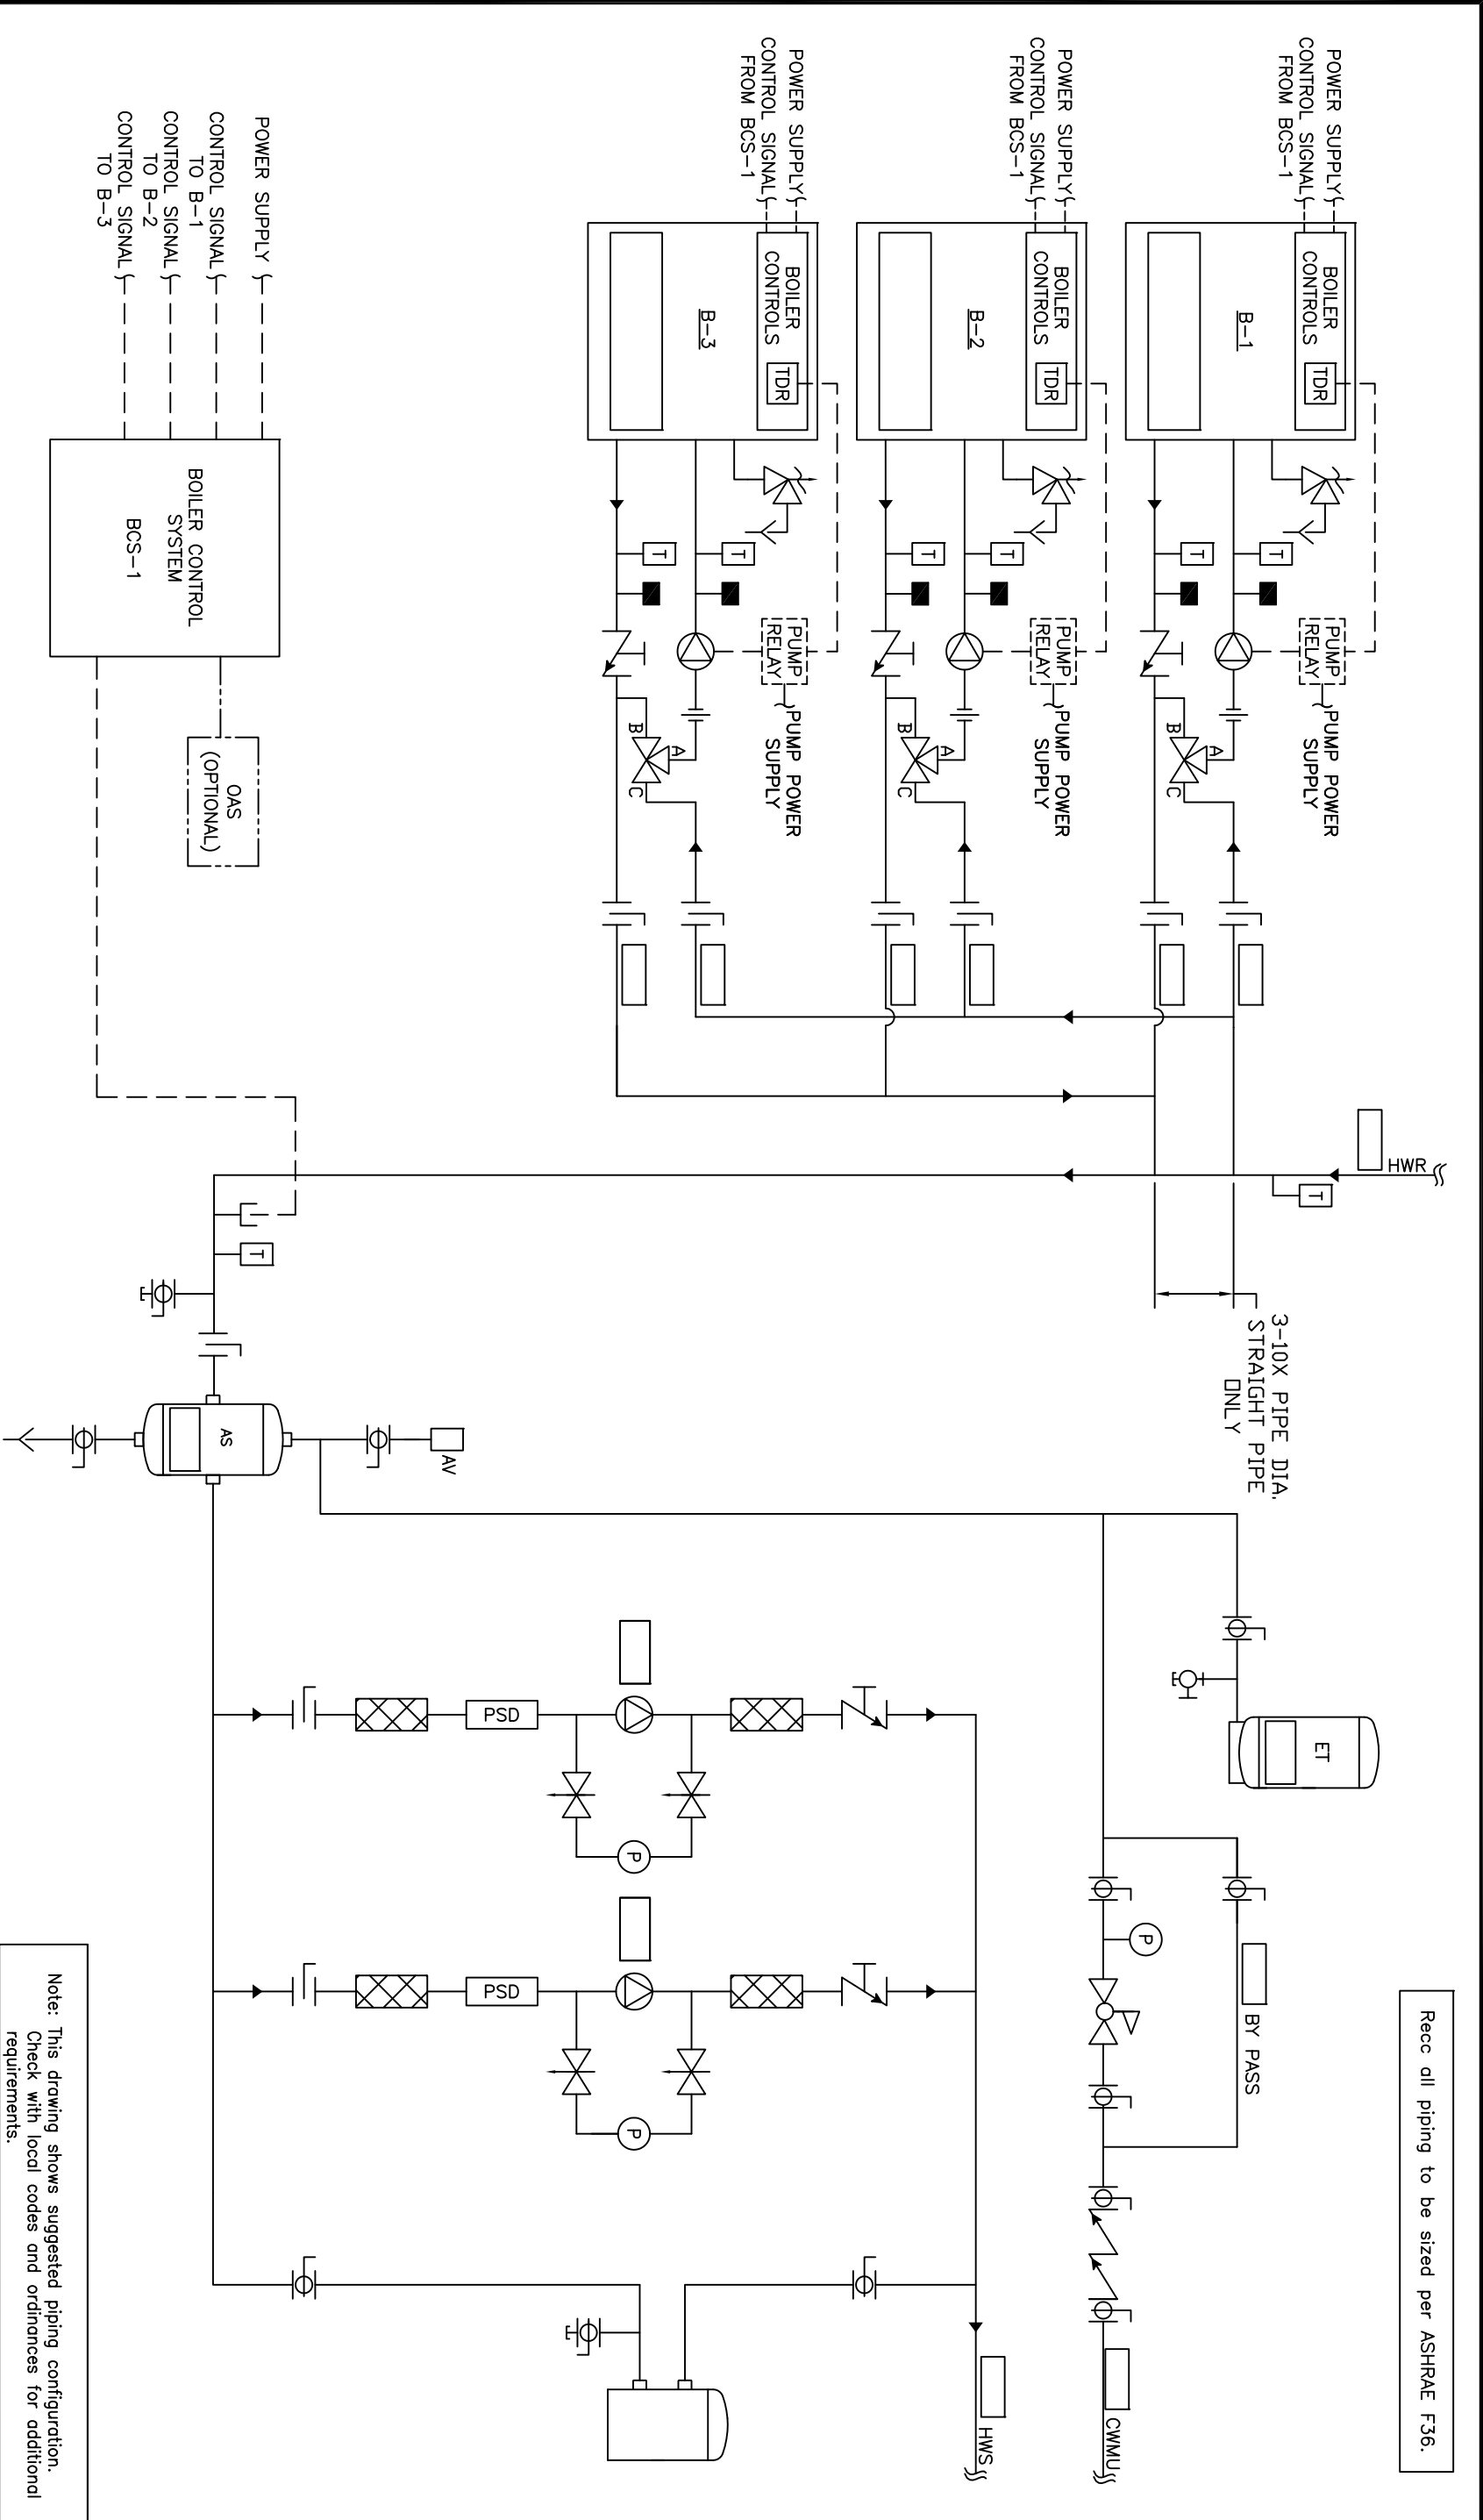 POWER SUPPLY
CONTROL SIGNAL
FROM BCS-1
BOILER
CONTROLS
TDR
B-1
T
T
PUMP
RELAY
PUMP POWER
SUPPLY
A
B
C
POWER SUPPLY
CONTROL SIGNAL
FROM BCS-1
BOILER
CONTROLS
TDR
B-2
T
T
PUMP
RELAY
PUMP POWER
SUPPLY
A
B
C
POWER SUPPLY
CONTROL SIGNAL
FROM BCS-1
BOILER
CONTROLS
TDR
B-3
T
T
PUMP
RELAY
PUMP POWER
SUPPLY
A
B
C
POWER SUPPLY
CONTROL SIGNAL
TO B-1
CONTROL SIGNAL
TO B-2
CONTROL SIGNAL
TO B-3
BOILER CONTROL
SYSTEM
BCS-1
OAS
(OPTIONAL)
HWR
T
T
3-10X PIPE DIA.
STRAIGHT PIPE
ONLY
AS
AV
ET
PSD
P
PSD
P
P
BY PASS
CWMU
HWS
Recc all piping to be sized per ASHRAE F36.
Note: This drawing shows suggested piping configuration.
Check with local codes and ordinances for additional
requirements.